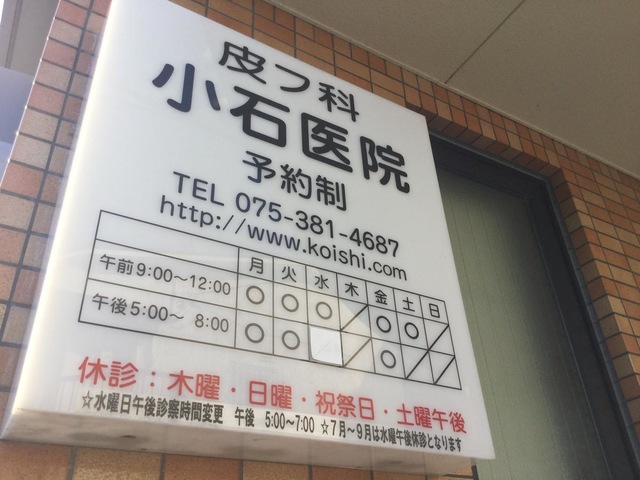 皮フ科
小石医院
予約制
TEL 075-381-4687
http://www.koishi.com
月 火 水 木 金 土 日
午前9:00～12:00 ○ ○ ○ ／ ○ ○ ／
午後5:00～ 8:00 ○ ○ ／ ○ ／ ／
休診：木曜・日曜・祝祭日・土曜午後
☆水曜日午後診察時間変更 午後 5:00~7:00 ☆7月～9月は水曜午後休診となります